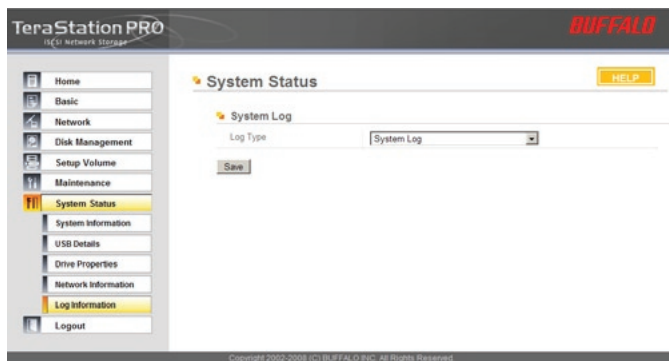 TeraStation PRO
iSCSI Network Storage
BUFFALO
Home
Basic
Network
Disk Management
Setup Volume
Maintenance
System Status
System Information
USB Details
Drive Properties
Network Information
Log Information
Logout
System Status
HELP
System Log
Log Type
System Log
Save
Copyright 2002-2008 (C) BUFFALO INC. All Rights Reserved.